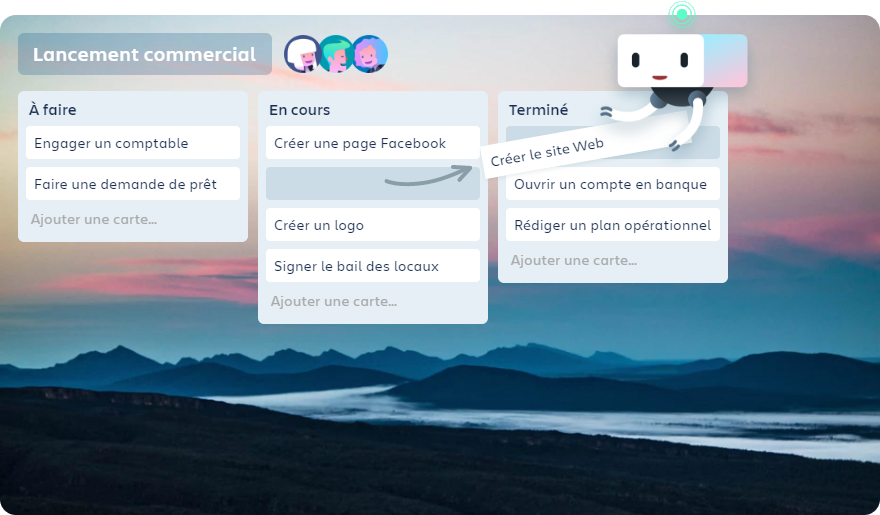 Lancement commercial
À faire
Engager un comptable
Faire une demande de prêt
Ajouter une carte...
En cours
Créer une page Facebook
Créer un logo
Signer le bail des locaux
Ajouter une carte...
Terminé
Créer le site Web
Ouvrir un compte en banque
Rédiger un plan opérationnel
Ajouter une carte...